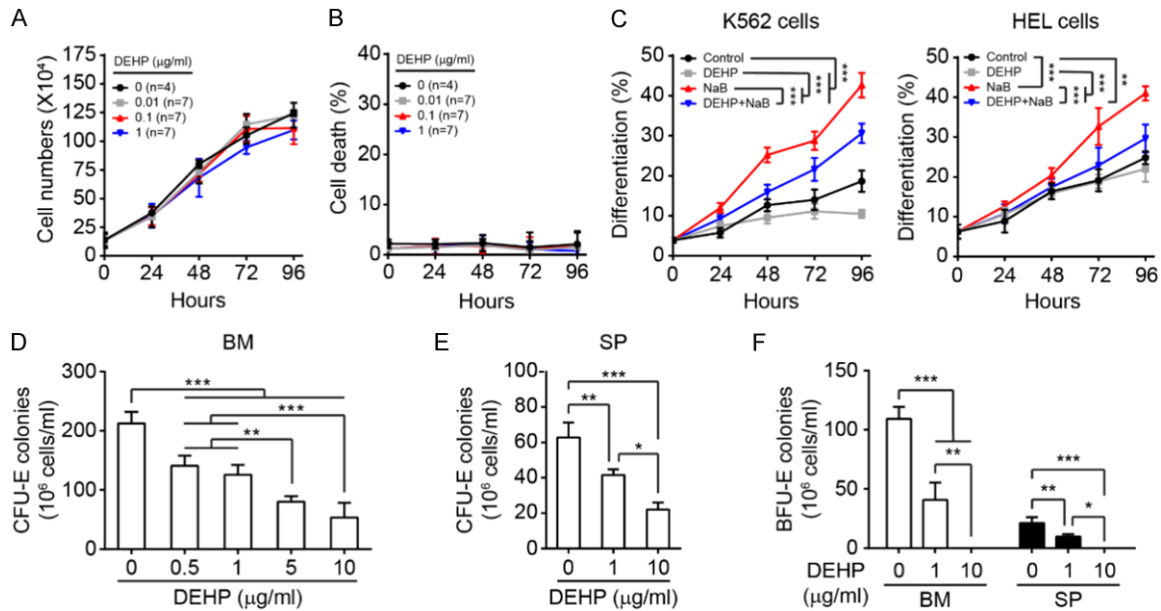 A
DEHP (µg/ml)
0 (n=4)
0.01 (n=7)
0.1 (n=7)
1 (n=7)
Cell numbers (X10⁴)
175
150
125
100
75
50
25
0
0 24 48 72 96
Hours
B
DEHP (µg/ml)
0 (n=4)
0.01 (n=7)
0.1 (n=7)
1 (n=7)
Cell death (%)
40
30
20
10
0
0 24 48 72 96
Hours
C
K562 cells
Control
DEHP
NaB
DEHP+NaB
***
***
***
***
Differentiation (%)
50
40
30
20
10
0
0 24 48 72 96
Hours
HEL cells
Control
DEHP
NaB
DEHP+NaB
***
***
***
***
**
Differentiation (%)
50
40
30
20
10
0
0 24 48 72 96
Hours
D
BM
CFU-E colonies
(10⁶ cells/ml)
300
200
100
0
***
***
**
0 0.5 1 5 10
DEHP (µg/ml)
E
SP
CFU-E colonies
(10⁶ cells/ml)
100
80
60
40
20
0
***
**
*
0 1 10
DEHP (µg/ml)
F
BFU-E colonies
(10⁶ cells/ml)
150
100
50
0
***
**
***
**
*
DEHP 0 1 10 0 1 10
(µg/ml) BM SP